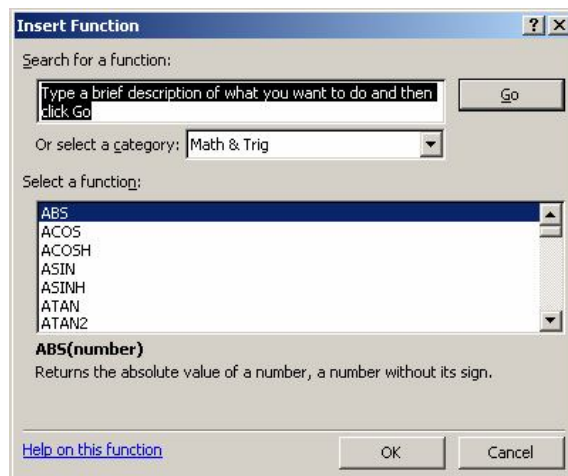 Insert Function
Search for a function:
Type a brief description of what you want to do and then
click Go
Go
Or select a category: Math & Trig
Select a function:
ABS
ACOS
ACOSH
ASIN
ASINH
ATAN
ATAN2
ABS(number)
Returns the absolute value of a number, a number without its sign.
Help on this function
OK
Cancel